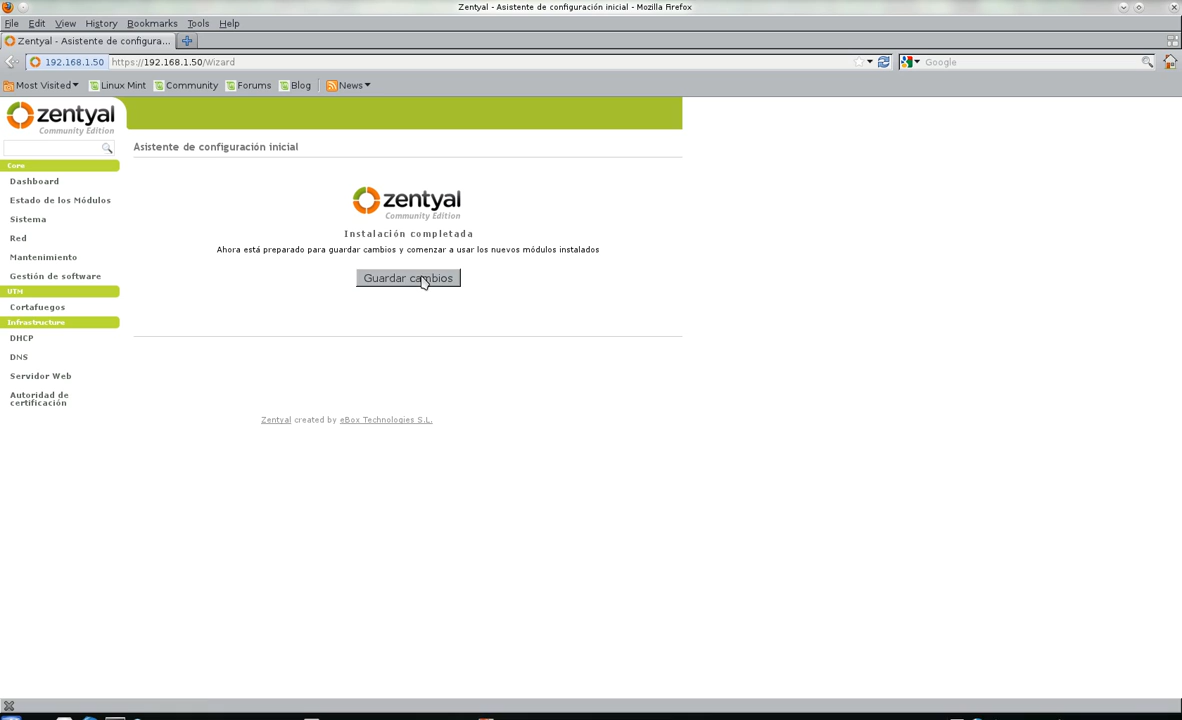 Zentyal - Asistente de configuración inicial - Mozilla Firefox
File Edit View History Bookmarks Tools Help
Zentyal - Asistente de configura...
192.168.1.50 https://192.168.1.50/Wizard
Google
Most Visited Linux Mint Community Forums Blog News
zentyal
Community Edition
Core
Dashboard
Estado de los Módulos
Sistema
Red
Mantenimiento
Gestión de software
UTM
Cortafuegos
Infrastructure
DHCP
DNS
Servidor Web
Autoridad de
certificación
Asistente de configuración inicial
zentyal
Community Edition
Instalación completada
Ahora está preparado para guardar cambios y comenzar a usar los nuevos módulos instalados
Guardar cambios
Zentyal created by eBox Technologies S.L.